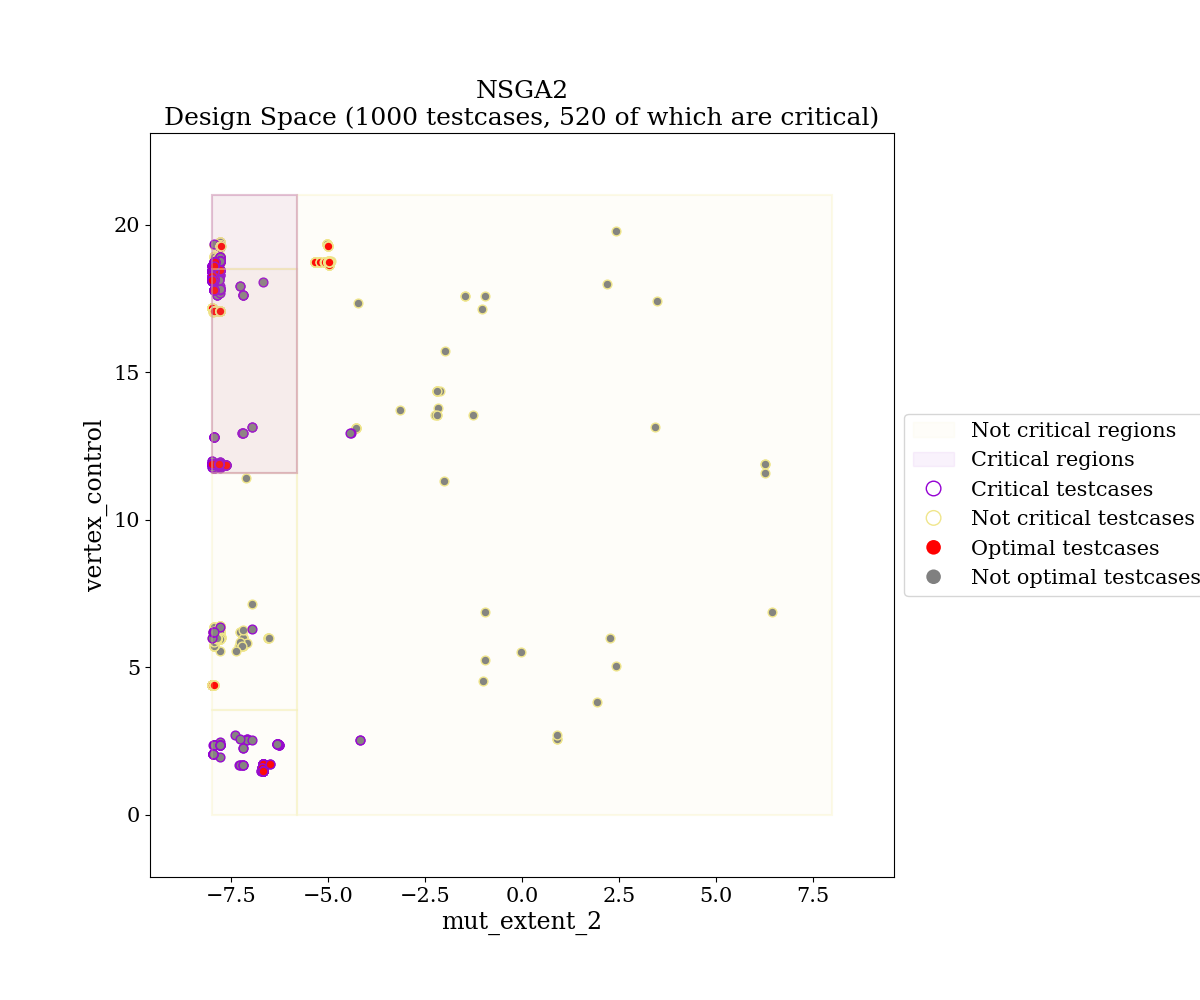 NSGA2
Design Space (1000 testcases, 520 of which are critical)
20
15
10
5
0
vertex_control
−7.5
−5.0
−2.5
0.0
2.5
5.0
7.5
mut_extent_2
Not critical regions
Critical regions
Critical testcases
Not critical testcases
Optimal testcases
Not optimal testcases